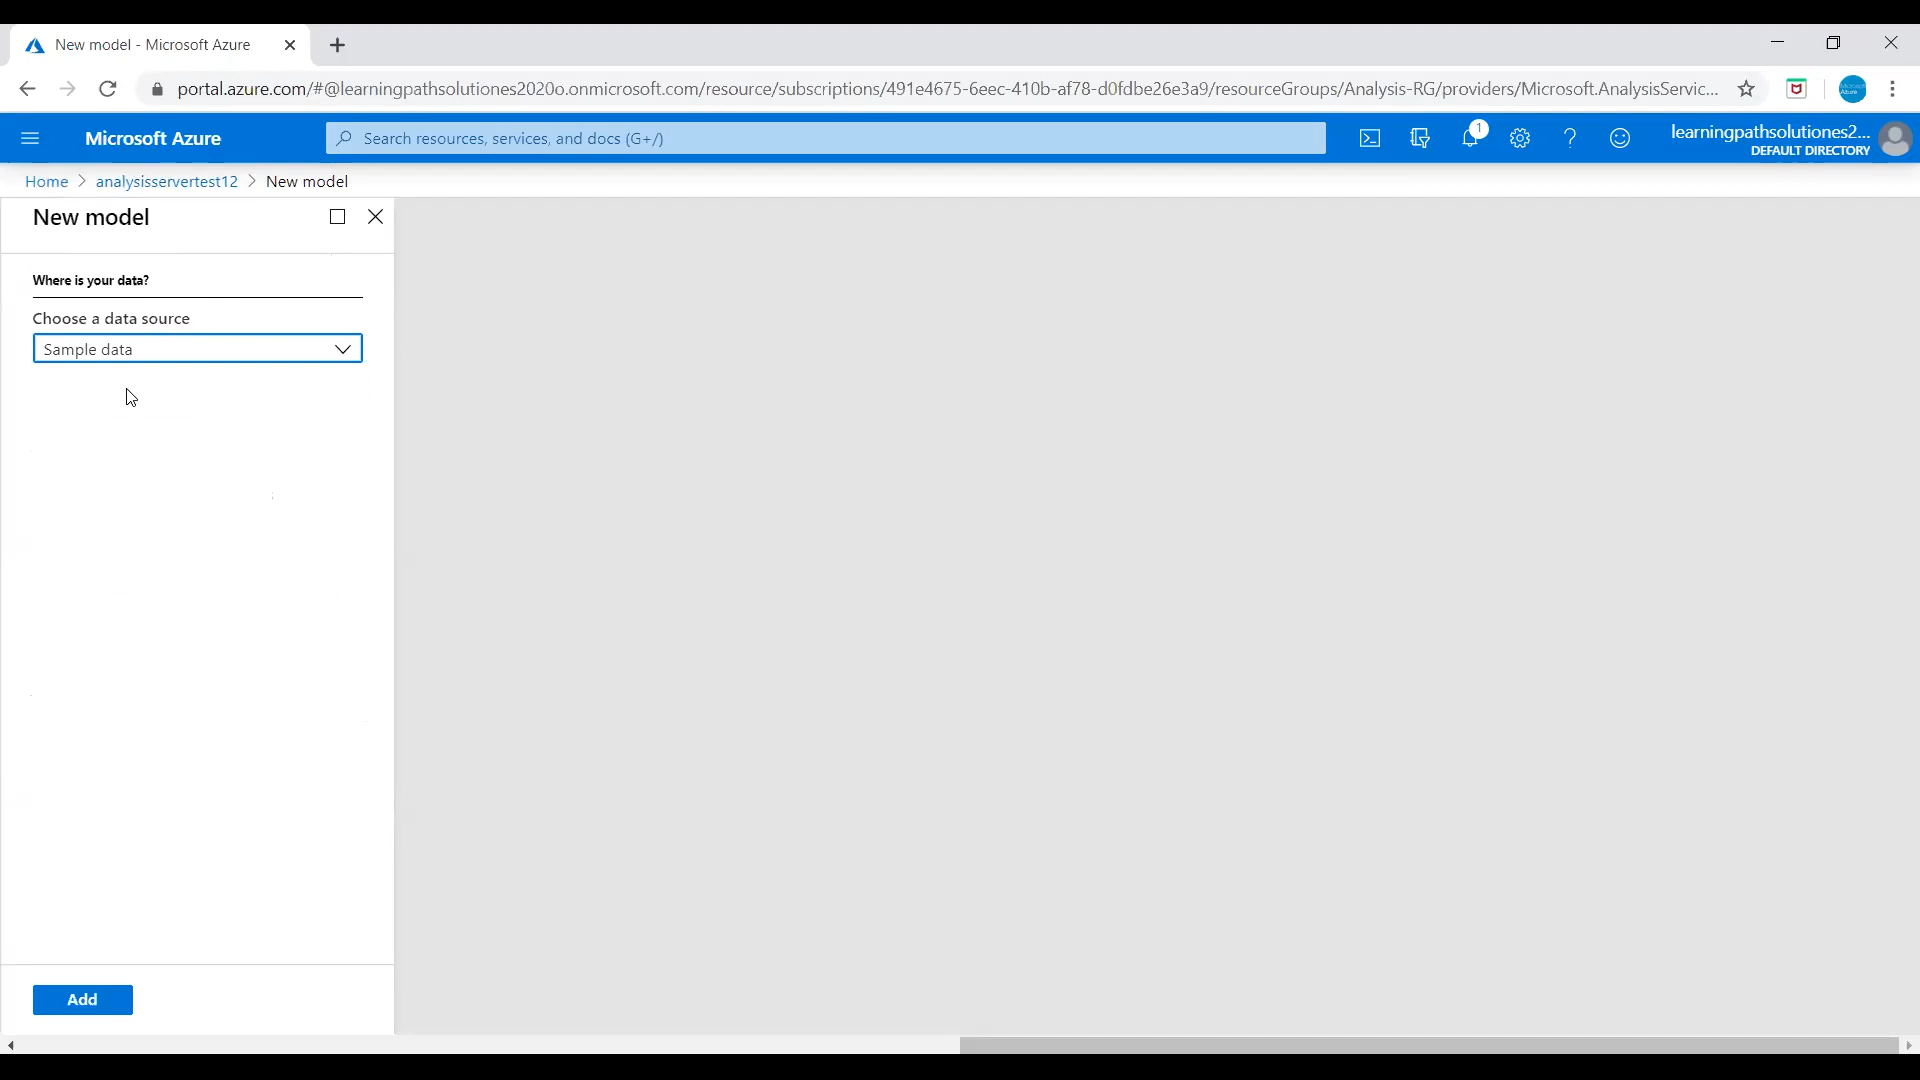 New model - Microsoft Azure
portal.azure.com/#@learningpathsolutiones2020o.onmicrosoft.com/resource/subscriptions/491e4675-6eec-410b-af78-d0fdbe26e3a9/resourceGroups/Analysis-RG/providers/Microsoft.AnalysisServic...
Microsoft Azure
Search resources, services, and docs (G+/)
1
learningpathsolutiones2...
DEFAULT DIRECTORY
Home > analysisservertest12 > New model
New model
Where is your data?
Choose a data source
Sample data
Add